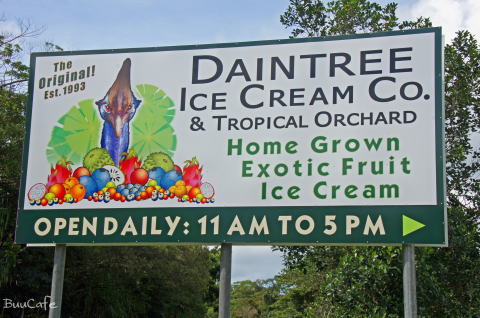 The
Original!
Est. 1993
DAINTREE
ICE CREAM CO.
& TROPICAL ORCHARD
Home Grown
Exotic Fruit
Ice Cream
OPEN DAILY: 11 AM TO 5 PM
BuuCafe